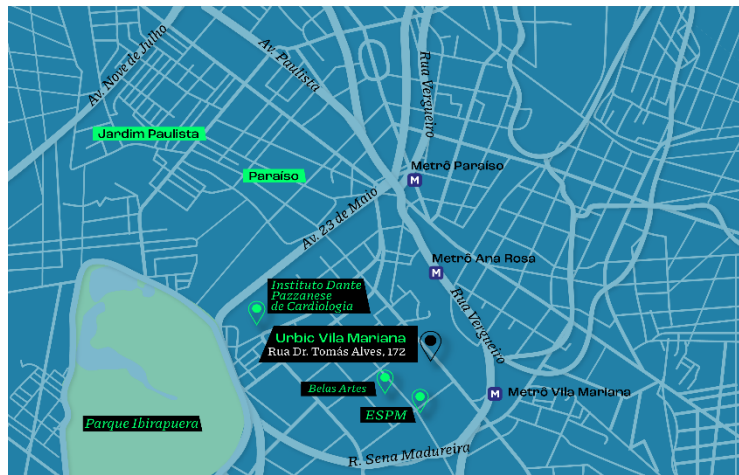 Av. Nove de Julho
Av. Paulista
Rua Vergueiro
Jardim Paulista
Paraíso
Metrô Paraíso
M
Av. 23 de Maio
Metrô Ana Rosa
M
Instituto Dante
Pazzanese
de Cardiologia
Rua Vergueiro
Urbic Vila Mariana
Rua Dr. Tomás Alves, 172
Belas Artes
M
Metrô Vila Mariana
ESPM
Parque Ibirapuera
R. Sena Madureira